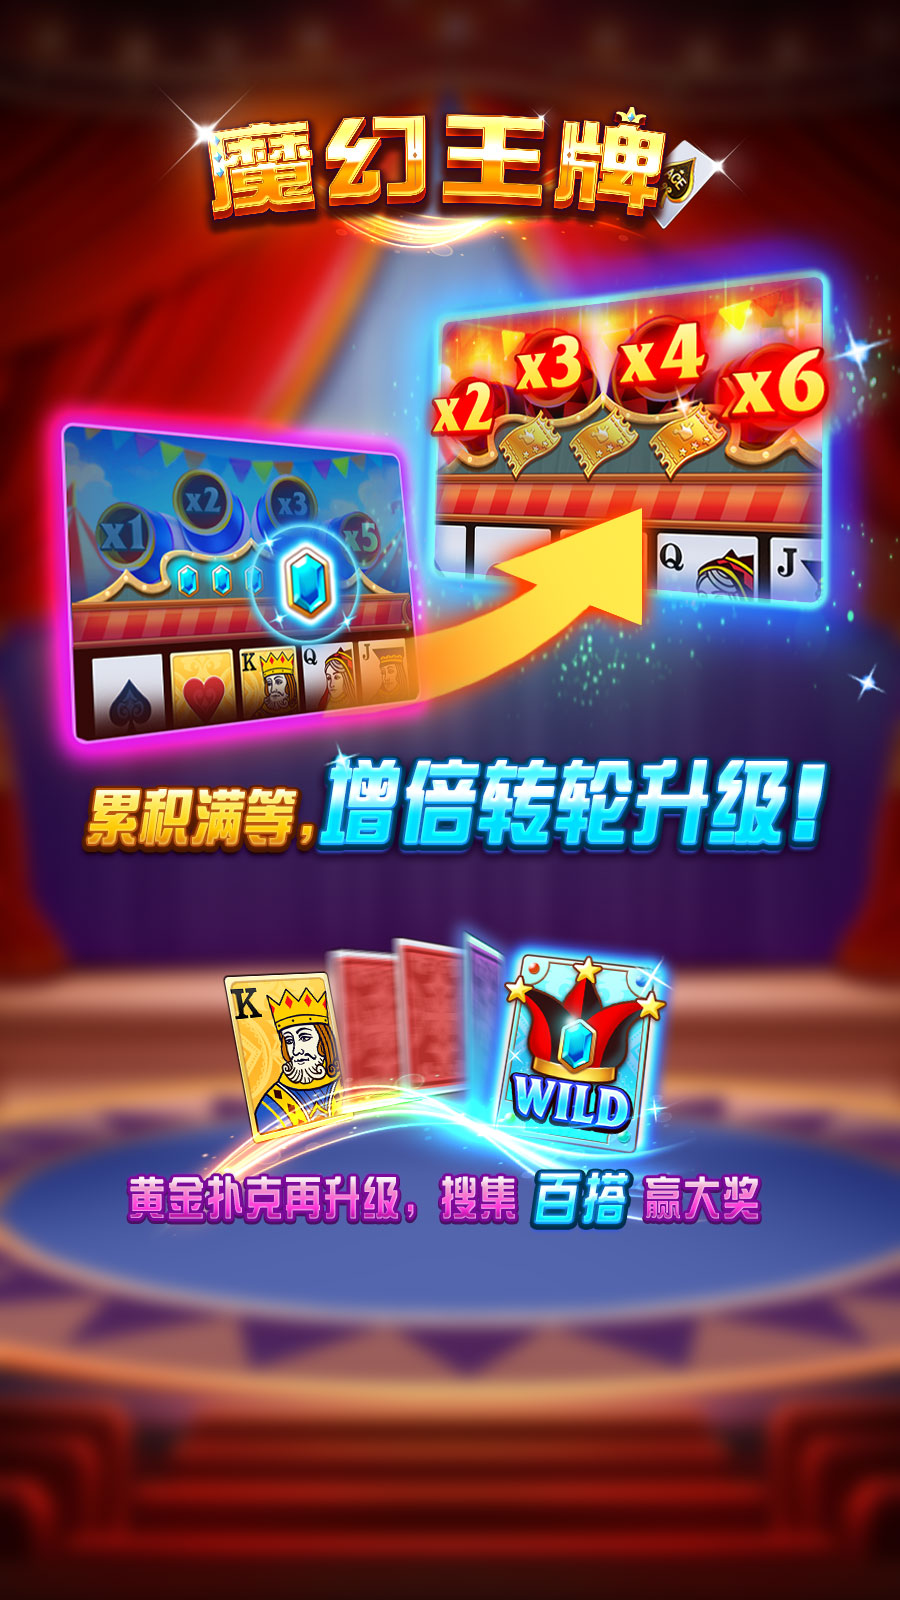 魔幻王牌
ACE
x2 x3 x4 x6
x1 x2 x3 x5
Q J
K Q J
累积满等，增倍转轮升级！
K
WILD
黄金扑克再升级，搜集 百搭 赢大奖